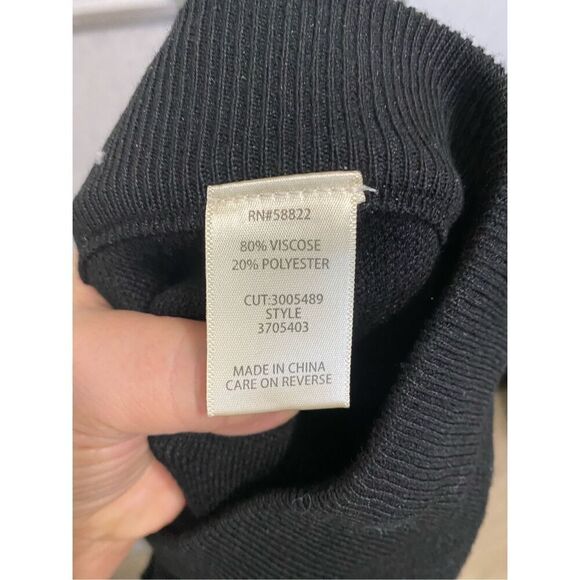 RN#58822
80% VISCOSE
20% POLYESTER
CUT:3005489
STYLE
3705403
MADE IN CHINA
CARE ON REVERSE